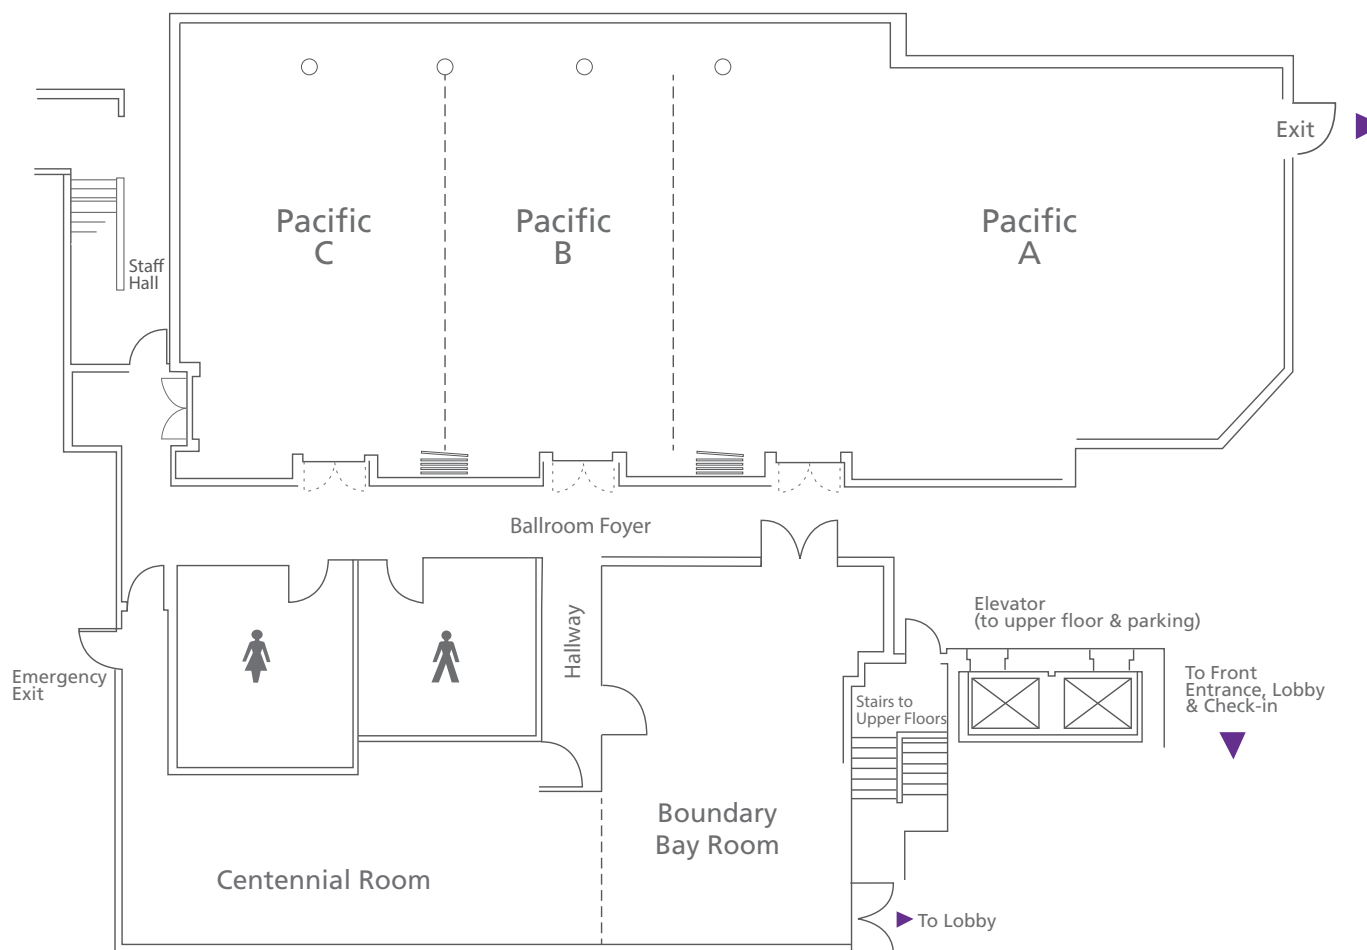 Exit
Pacific
C
Pacific
B
Pacific
A
Staff
Hall
Ballroom Foyer
Hallway
Elevator
(to upper floor & parking)
Emergency
Exit
To Front
Entrance, Lobby
& Check-in
Stairs to
Upper Floors
Boundary
Bay Room
Centennial Room
To Lobby